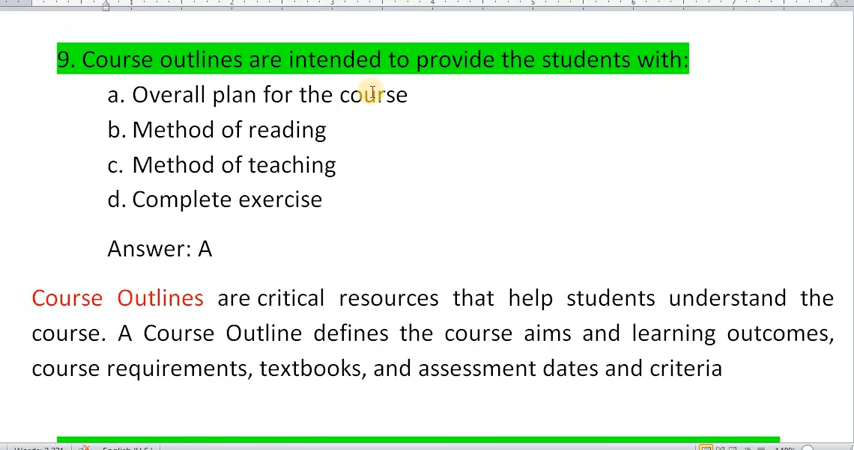 9. Course outlines are intended to provide the students with:
a. Overall plan for the course
b. Method of reading
c. Method of teaching
d. Complete exercise
Answer: A
Course Outlines are critical resources that help students understand the
course. A Course Outline defines the course aims and learning outcomes,
course requirements, textbooks, and assessment dates and criteria